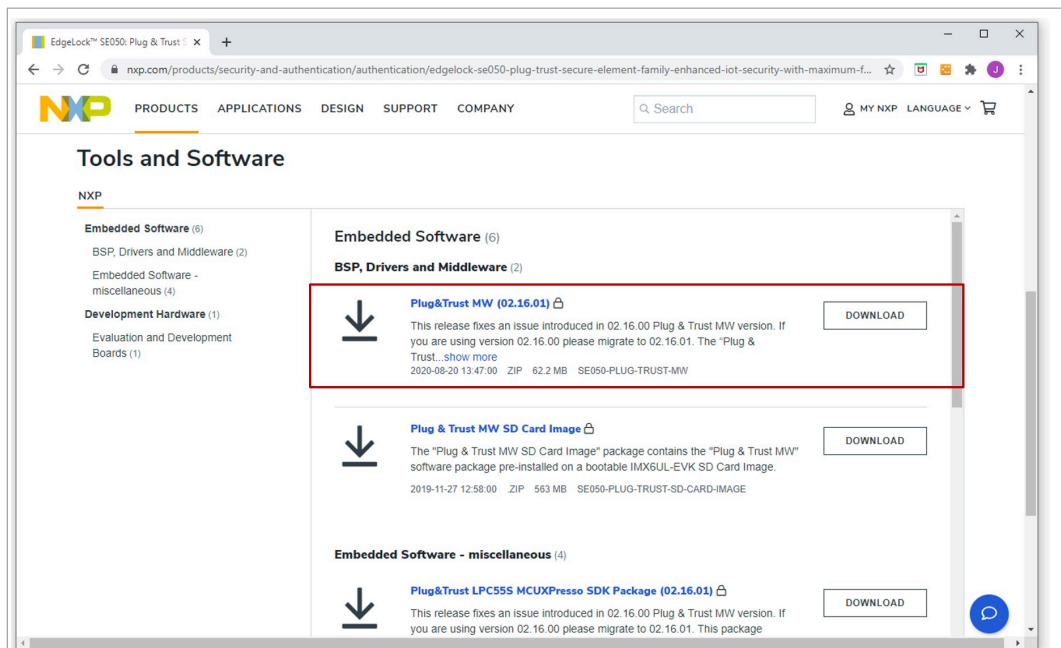 EdgeLock™ SE050: Plug & Trust S
nxp.com/products/security-and-authentication/authentication/edgelock-se050-plug-trust-secure-element-family-enhanced-iot-security-with-maximum-f...
J
NXP
PRODUCTS APPLICATIONS DESIGN SUPPORT COMPANY
Search
MY NXP LANGUAGE
Tools and Software
NXP
Embedded Software (6)
BSP, Drivers and Middleware (2)
Embedded Software -
miscellaneous (4)
Development Hardware (1)
Evaluation and Development
Boards (1)
Embedded Software (6)
BSP, Drivers and Middleware (2)
Plug&Trust MW (02.16.01)
This release fixes an issue introduced in 02.16.00 Plug & Trust MW version. If
you are using version 02.16.00 please migrate to 02.16.01. The "Plug &
Trust...show more
2020-08-20 13:47:00 ZIP 62.2 MB SE050-PLUG-TRUST-MW
DOWNLOAD
Plug & Trust MW SD Card Image
The "Plug & Trust MW SD Card Image" package contains the "Plug & Trust MW"
software package pre-installed on a bootable IMX6UL-EVK SD Card Image.
2019-11-27 12:58:00 .ZIP 563 MB SE050-PLUG-TRUST-SD-CARD-IMAGE
DOWNLOAD
Embedded Software - miscellaneous (4)
Plug&Trust LPC55S MCUXPresso SDK Package (02.16.01)
This release fixes an issue introduced in 02.16.00 Plug & Trust MW version. If
you are using version 02.16.00 please migrate to 02.16.01. This package
DOWNLOAD